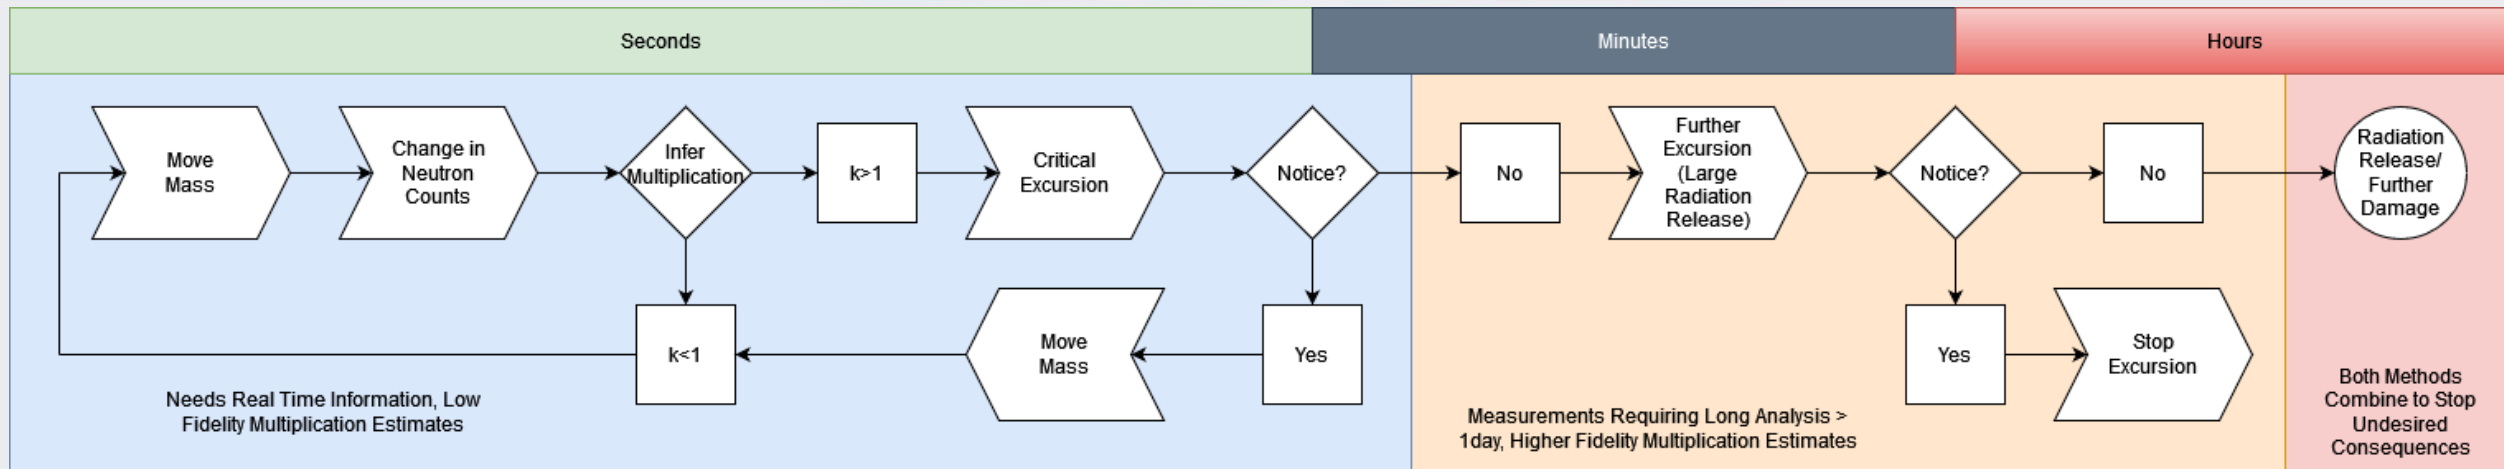 Seconds
Minutes
Hours
Move
Mass
Change in
Neutron
Counts
Infer
Multiplication
k>1
Critical
Excursion
Notice?
No
Further
Excursion
(Large
Radiation
Release)
Notice?
No
Radiation
Release/
Further
Damage
k<1
Move
Mass
Yes
Yes
Stop
Excursion
Needs Real Time Information, Low
Fidelity Multiplication Estimates
Measurements Requiring Long Analysis >
1day, Higher Fidelity Multiplication Estimates
Both Methods
Combine to Stop
Undesired
Consequences